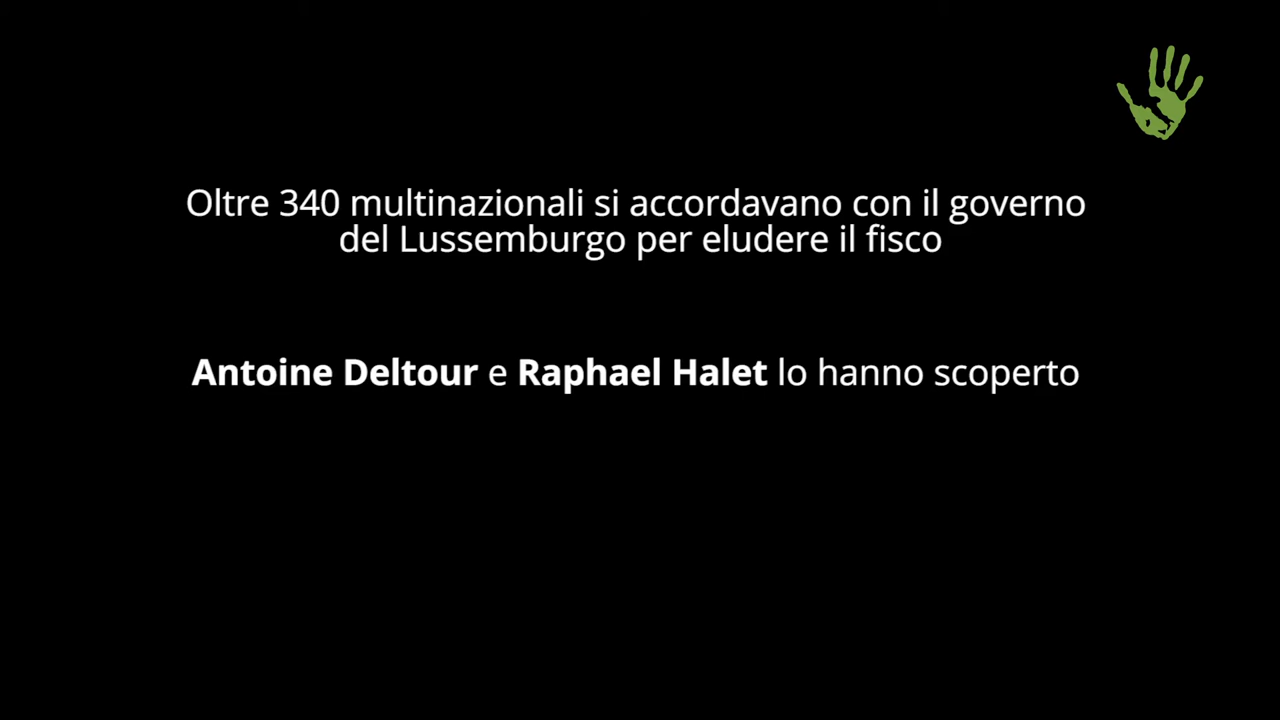 Oltre 340 multinazionali si accordavano con il governo
del Lussemburgo per eludere il fisco
Antoine Deltour e Raphael Halet lo hanno scoperto